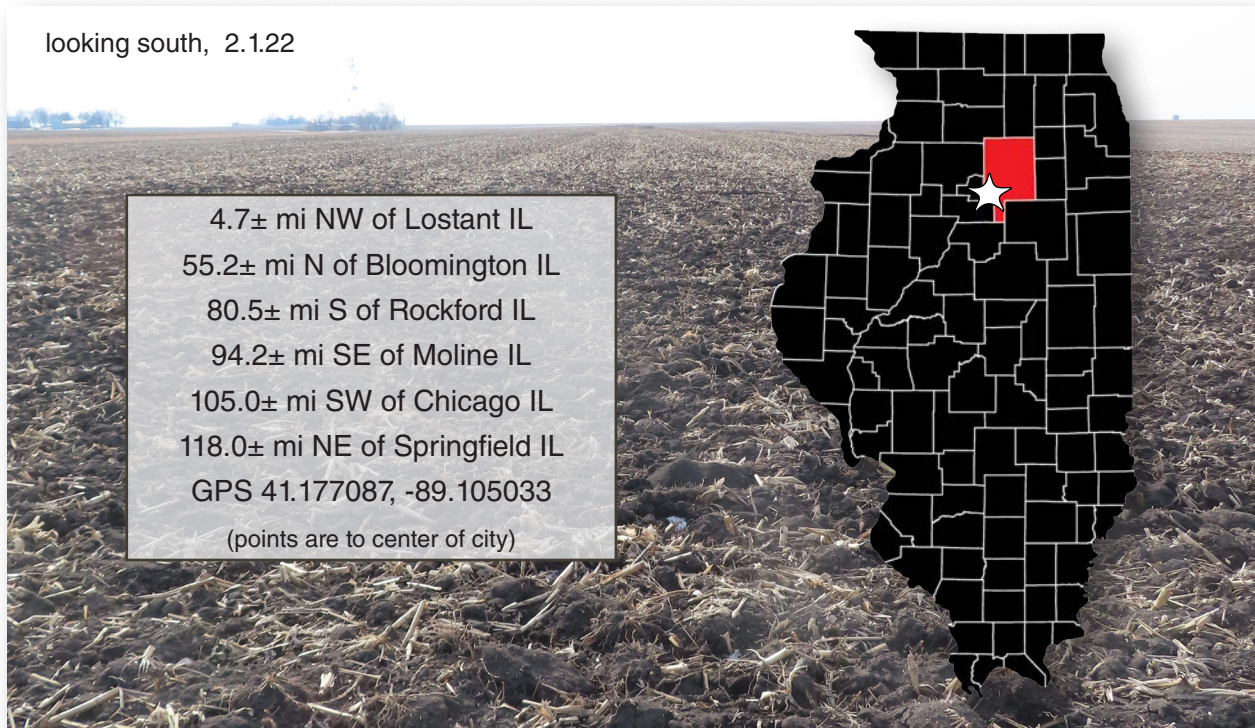 looking south, 2.1.22
4.7± mi NW of Lostant IL
55.2± mi N of Bloomington IL
80.5± mi S of Rockford IL
94.2± mi SE of Moline IL
105.0± mi SW of Chicago IL
118.0± mi NE of Springfield IL
GPS 41.177087, -89.105033
(points are to center of city)